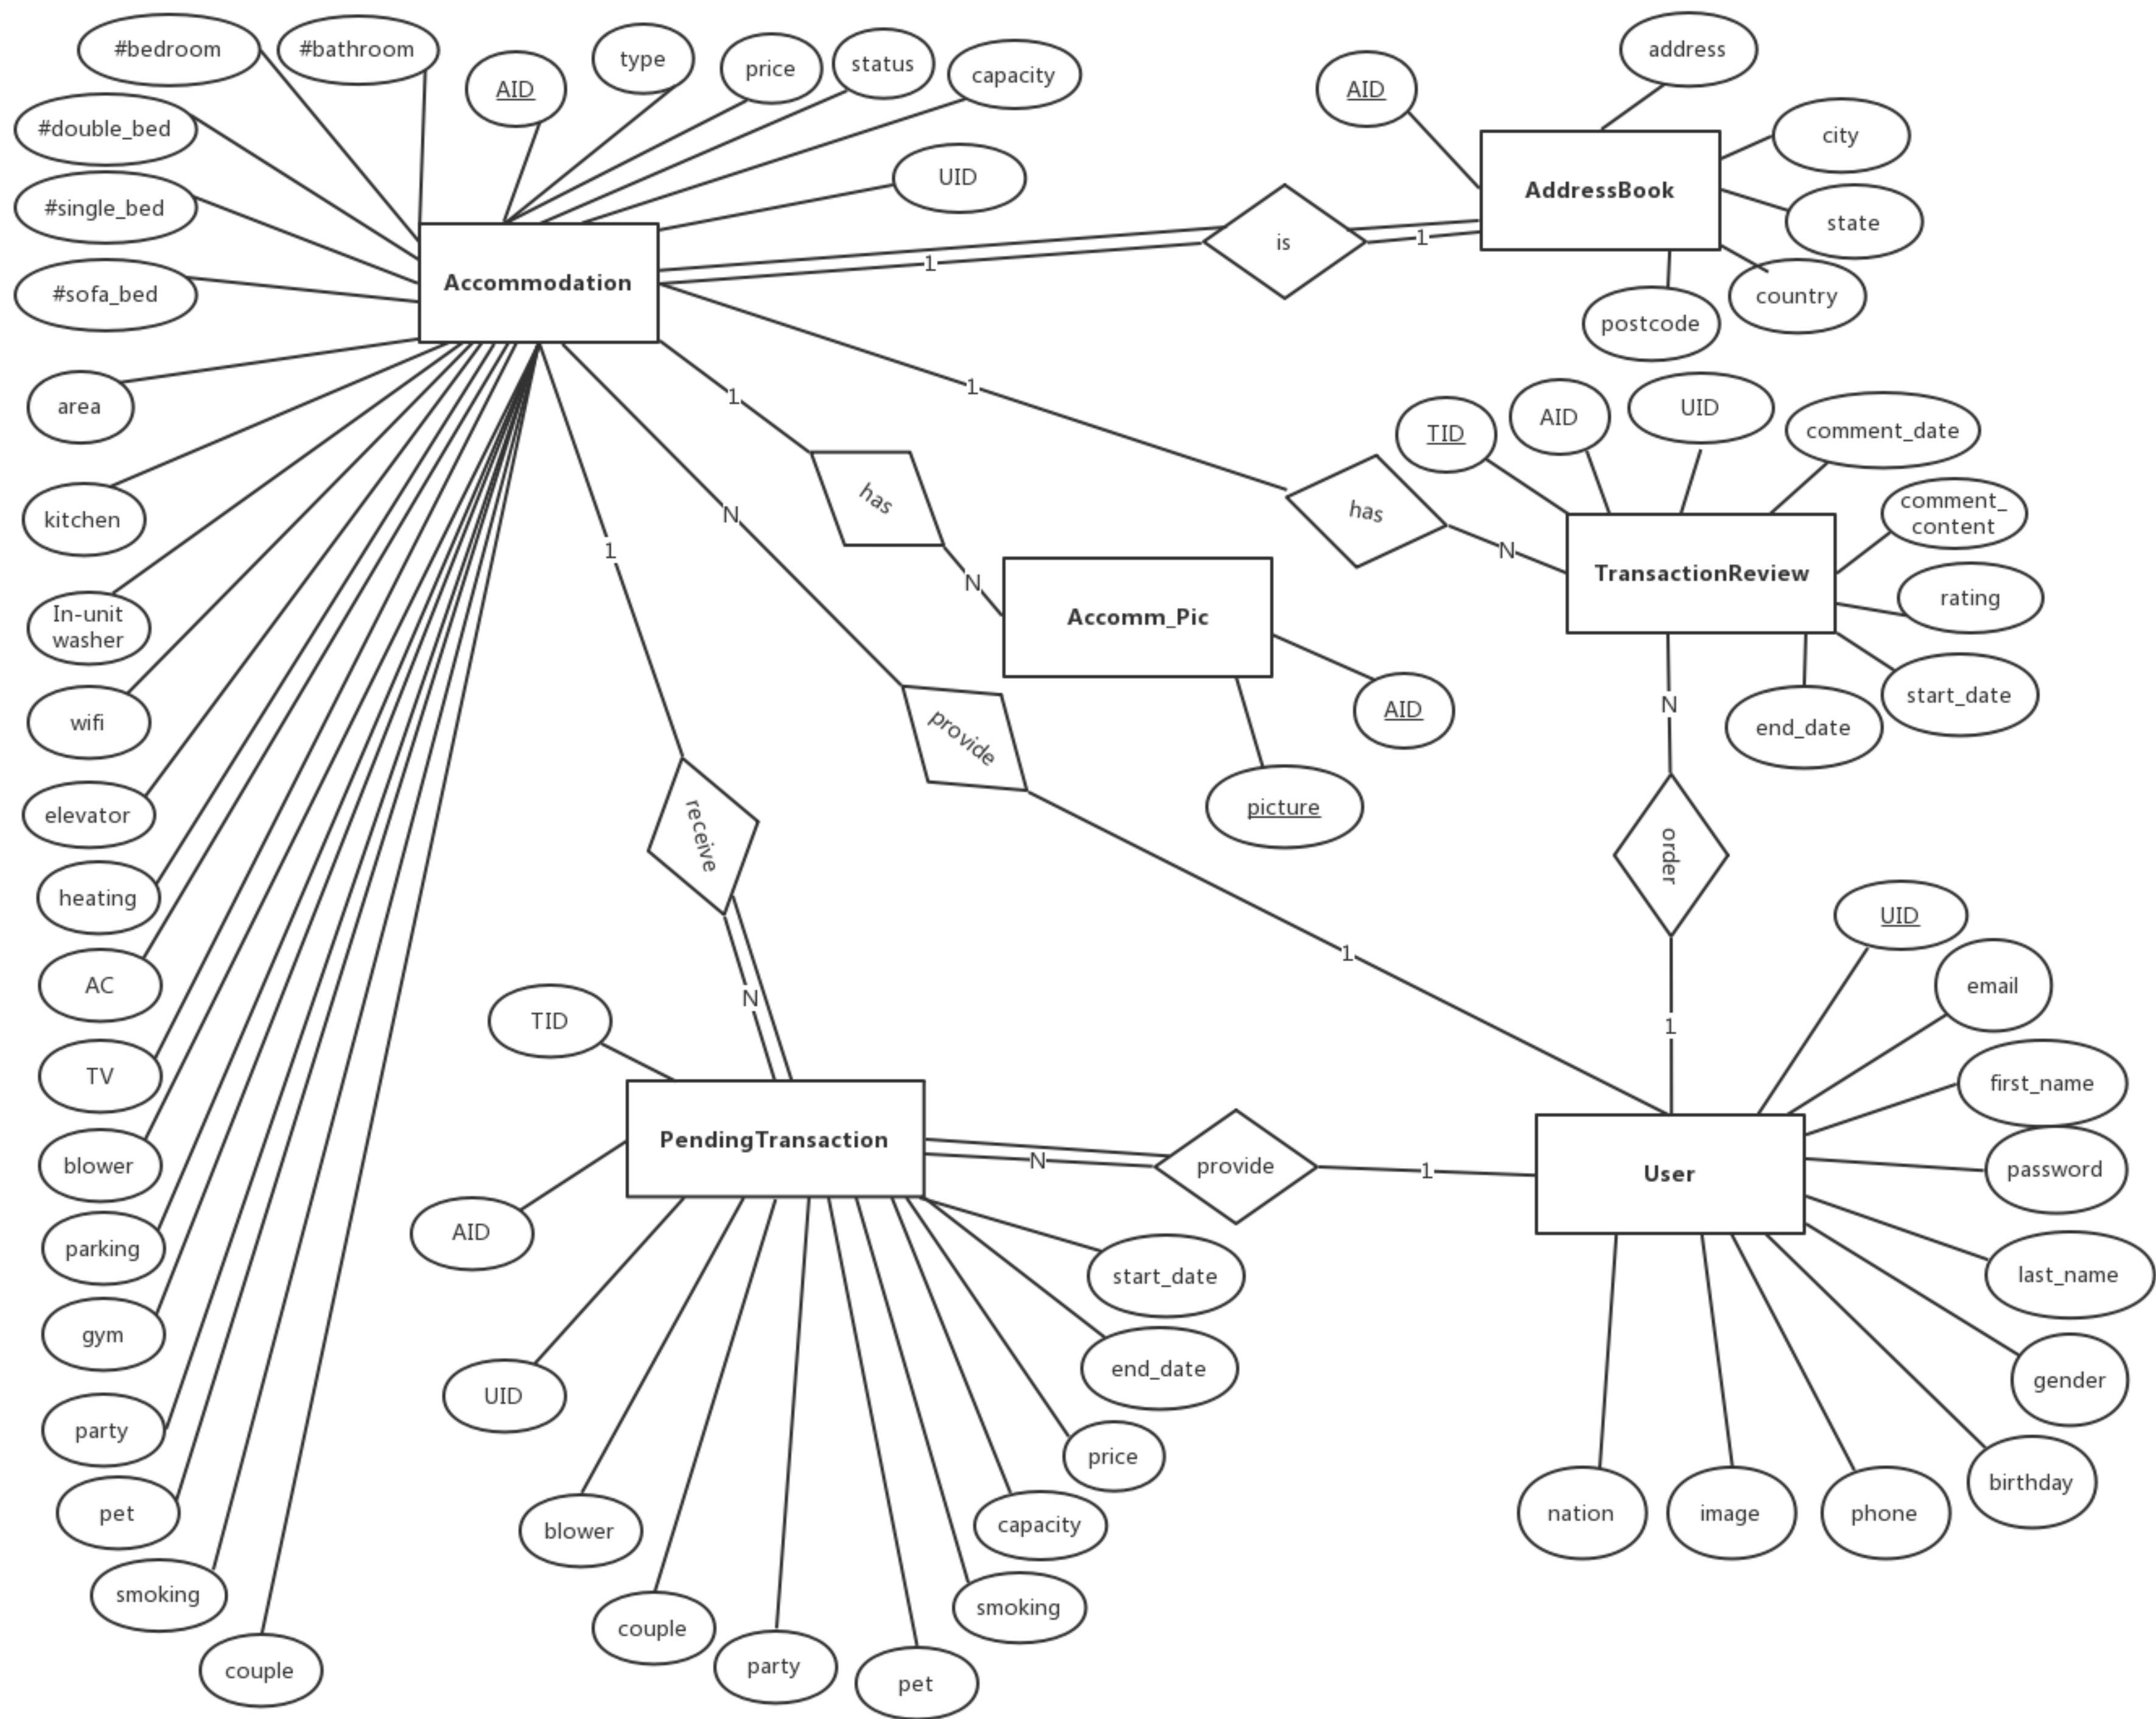 #bedroom
#bathroom
AID
type
price
status
capacity
UID
#double_bed
#single_bed
#sofa_bed
Accommodation
1
is
1
AID
address
AddressBook
city
state
country
postcode
area
kitchen
In-unit
washer
wifi
elevator
heating
AC
TV
blower
parking
gym
party
pet
smoking
couple
1
has
N
Accomm_Pic
AID
picture
1
has
N
TID
AID
UID
comment_date
comment_
content
TransactionReview
rating
start_date
end_date
N
order
1
N
provide
1
1
receive
N
TID
PendingTransaction
AID
UID
blower
couple
party
pet
smoking
capacity
price
end_date
start_date
N
provide
1
User
UID
email
first_name
password
last_name
gender
birthday
phone
image
nation